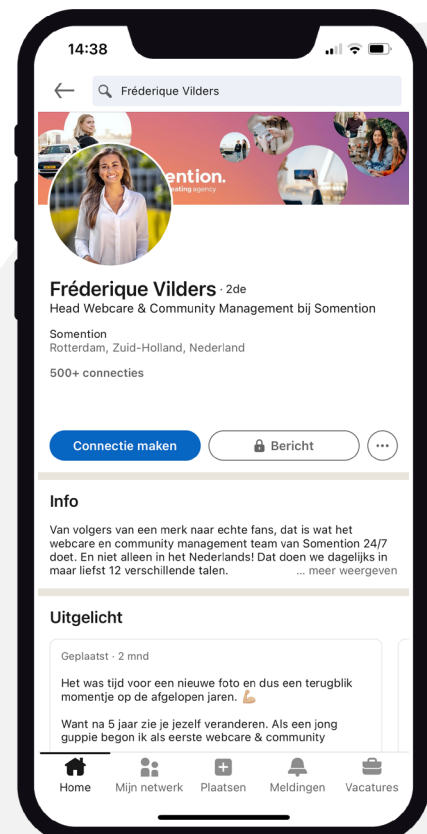 14:38
Fréderique Vilders
ention.
eating agency
Fréderique Vilders · 2de
Head Webcare & Community Management bij Somention
Somention
Rotterdam, Zuid-Holland, Nederland
500+ connecties
Connectie maken
Bericht
Info
Van volgers van een merk naar echte fans, dat is wat het
webcare en community management team van Somention 24/7
doet. En niet alleen in het Nederlands! Dat doen we dagelijks in
maar liefst 12 verschillende talen. ... meer weergeven
Uitgelicht
Geplaatst · 2 mnd
Het was tijd voor een nieuwe foto en dus een terugblik
momentje op de afgelopen jaren. 💪🏼
Want na 5 jaar zie je jezelf veranderen. Als een jong
guppie begon ik als eerste webcare & community
Home
Mijn netwerk
Plaatsen
Meldingen
Vacatures